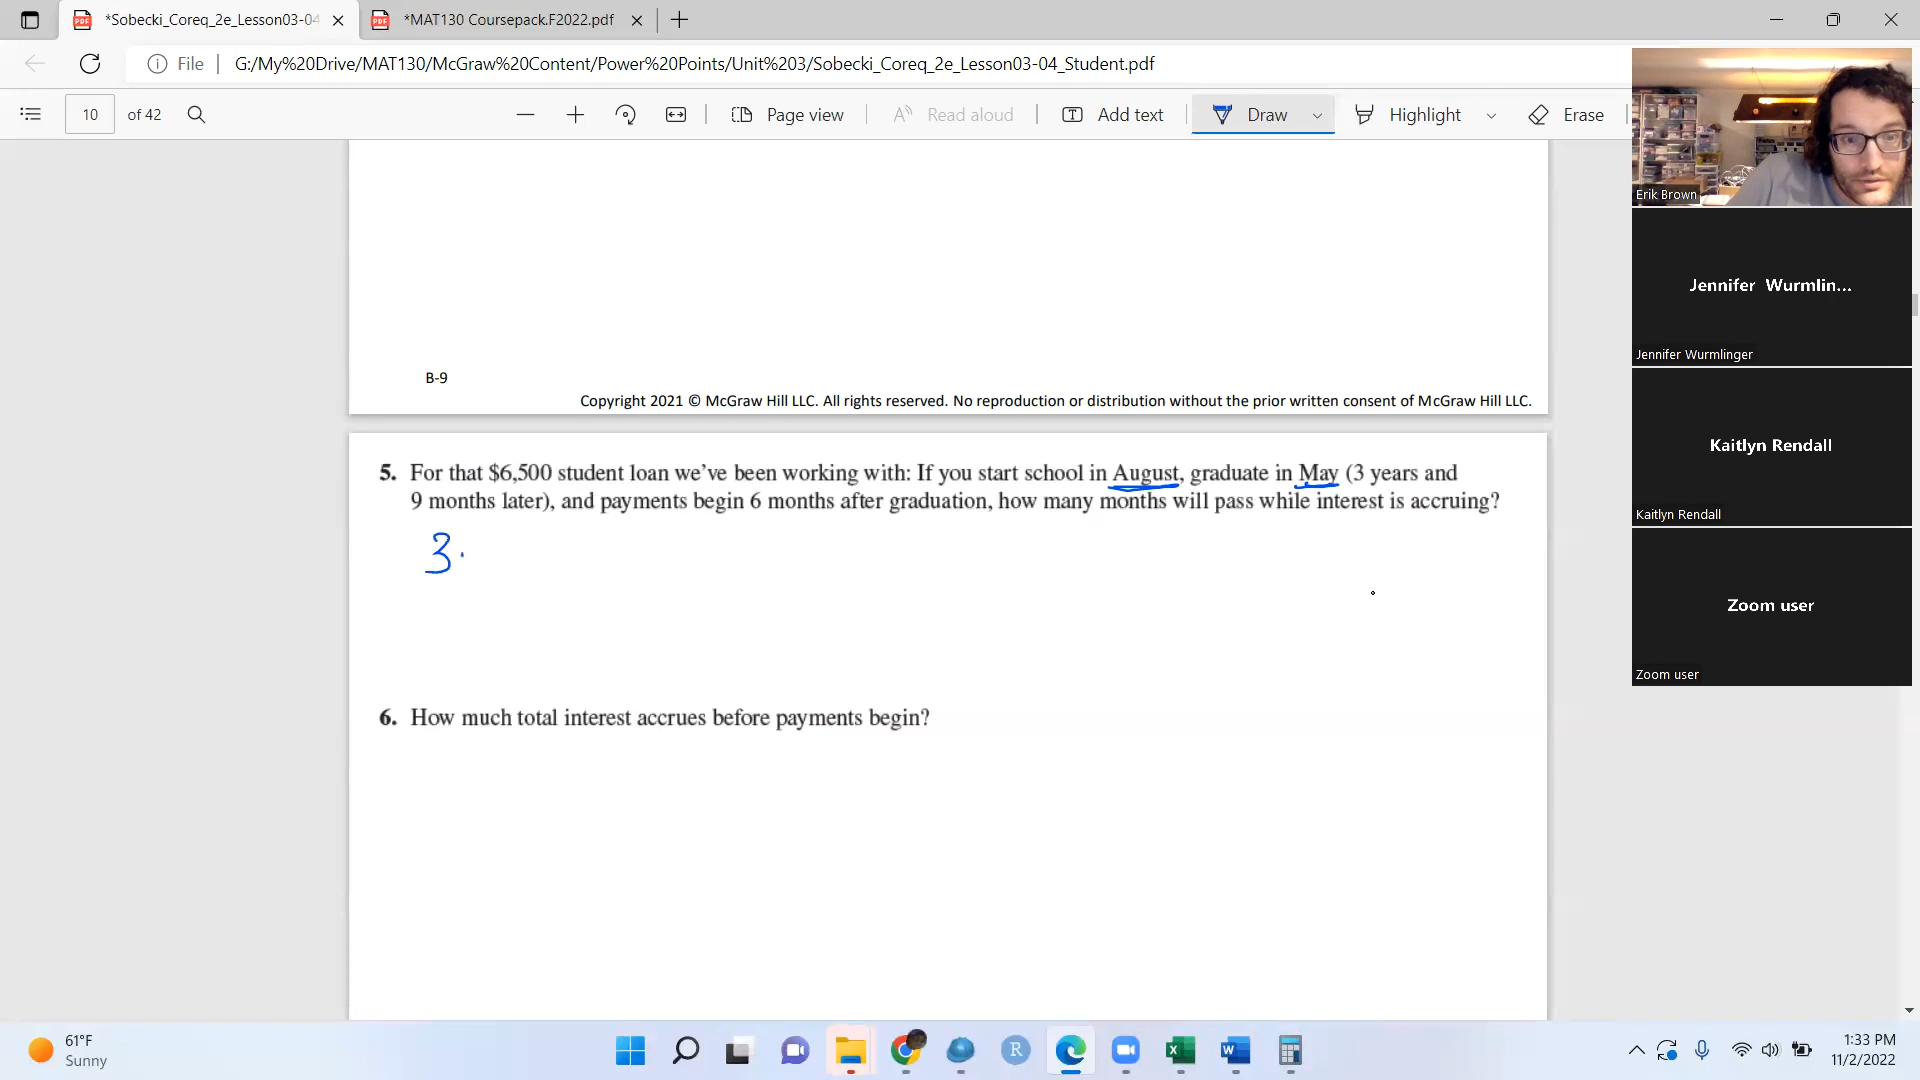 *Sobecki_Coreq_2e_Lesson03-04
*MAT130 Coursepack.F2022.pdf
File
G:/My%20Drive/MAT130/McGraw%20Content/Power%20Points/Unit%203/Sobecki_Coreq_2e_Lesson03-04_Student.pdf
10 of 42
Page view
Read aloud
Add text
Draw
Highlight
Erase
Erik Brown
Jennifer Wurmlin...
Jennifer Wurmlinger
Kaitlyn Rendall
Kaitlyn Rendall
Zoom user
Zoom user
B-9
Copyright 2021 © McGraw Hill LLC. All rights reserved. No reproduction or distribution without the prior written consent of McGraw Hill LLC.
5. For that $6,500 student loan we've been working with: If you start school in August, graduate in May (3 years and
9 months later), and payments begin 6 months after graduation, how many months will pass while interest is accruing?
3 ·
6. How much total interest accrues before payments begin?
61°F
Sunny
1:33 PM
11/2/2022